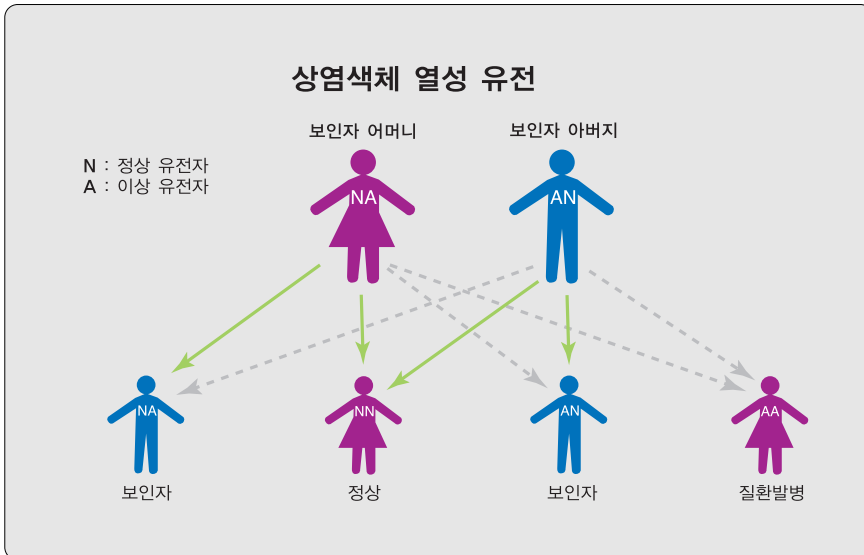 상염색체 열성 유전
보인자 어머니
보인자 아버지
N : 정상 유전자
A : 이상 유전자
NA
AN
NA
NN
AN
AA
보인자
정상
보인자
질환발병